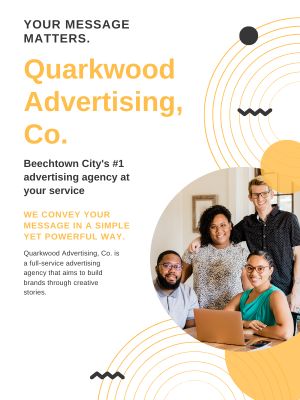 YOUR MESSAGE
MATTERS.
Quarkwood
Advertising,
Co.
Beechtown City's #1
advertising agency at
your service
WE CONVEY YOUR
MESSAGE IN A SIMPLE
YET POWERFUL WAY.
Quarkwood Advertising, Co. is
a full-service advertising
agency that aims to build
brands through creative
stories.